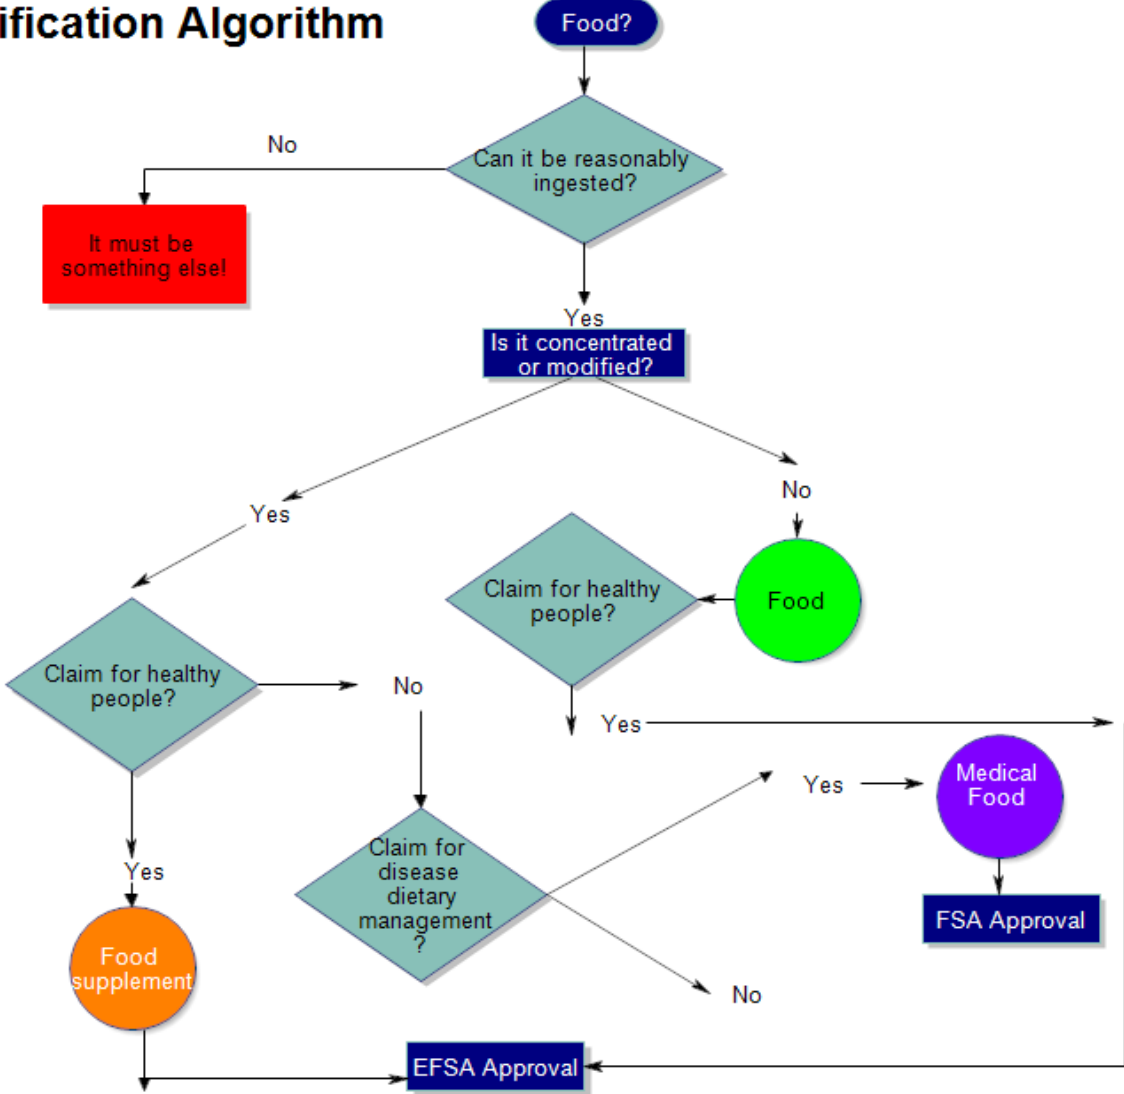 ification Algorithm
Food?
No
Can it be reasonably
ingested?
It must be
something else!
Yes
Is it concentrated
or modified?
Yes
No
Claim for healthy
people?
Food
Claim for healthy
people?
No
Yes
Yes
Medical
Food
Claim for
disease
dietary
management
?
Yes
Food
supplement
FSA Approval
No
EFSA Approval